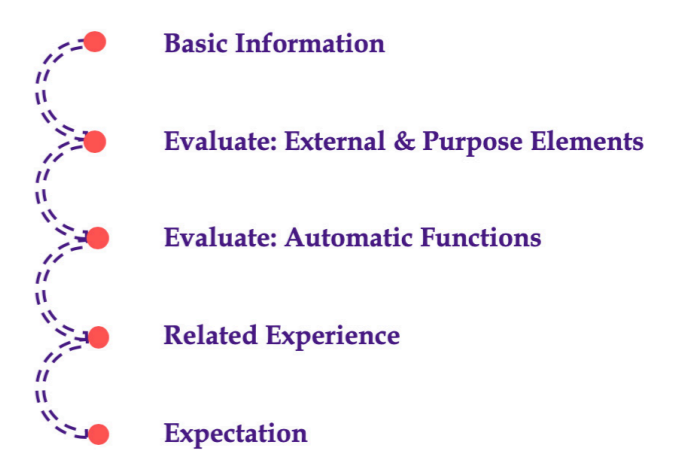 Basic Information
Evaluate: External & Purpose Elements
Evaluate: Automatic Functions
Related Experience
Expectation